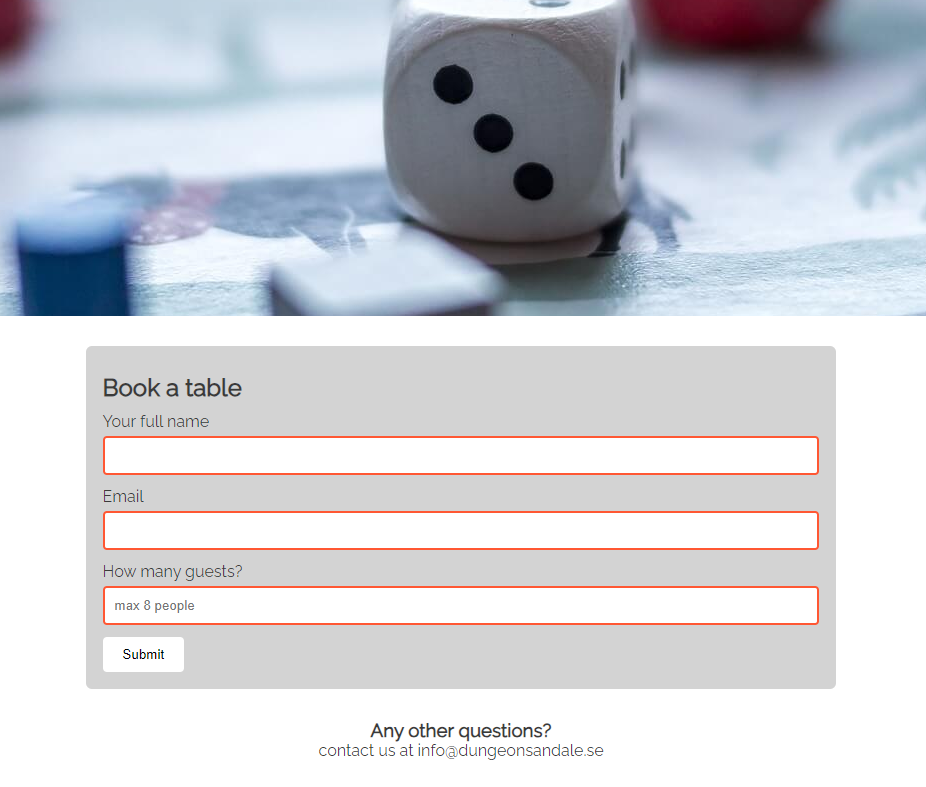 Book a table
Your full name
Email
How many guests?
max 8 people
Submit
Any other questions?
contact us at info@dungeonsandale.se